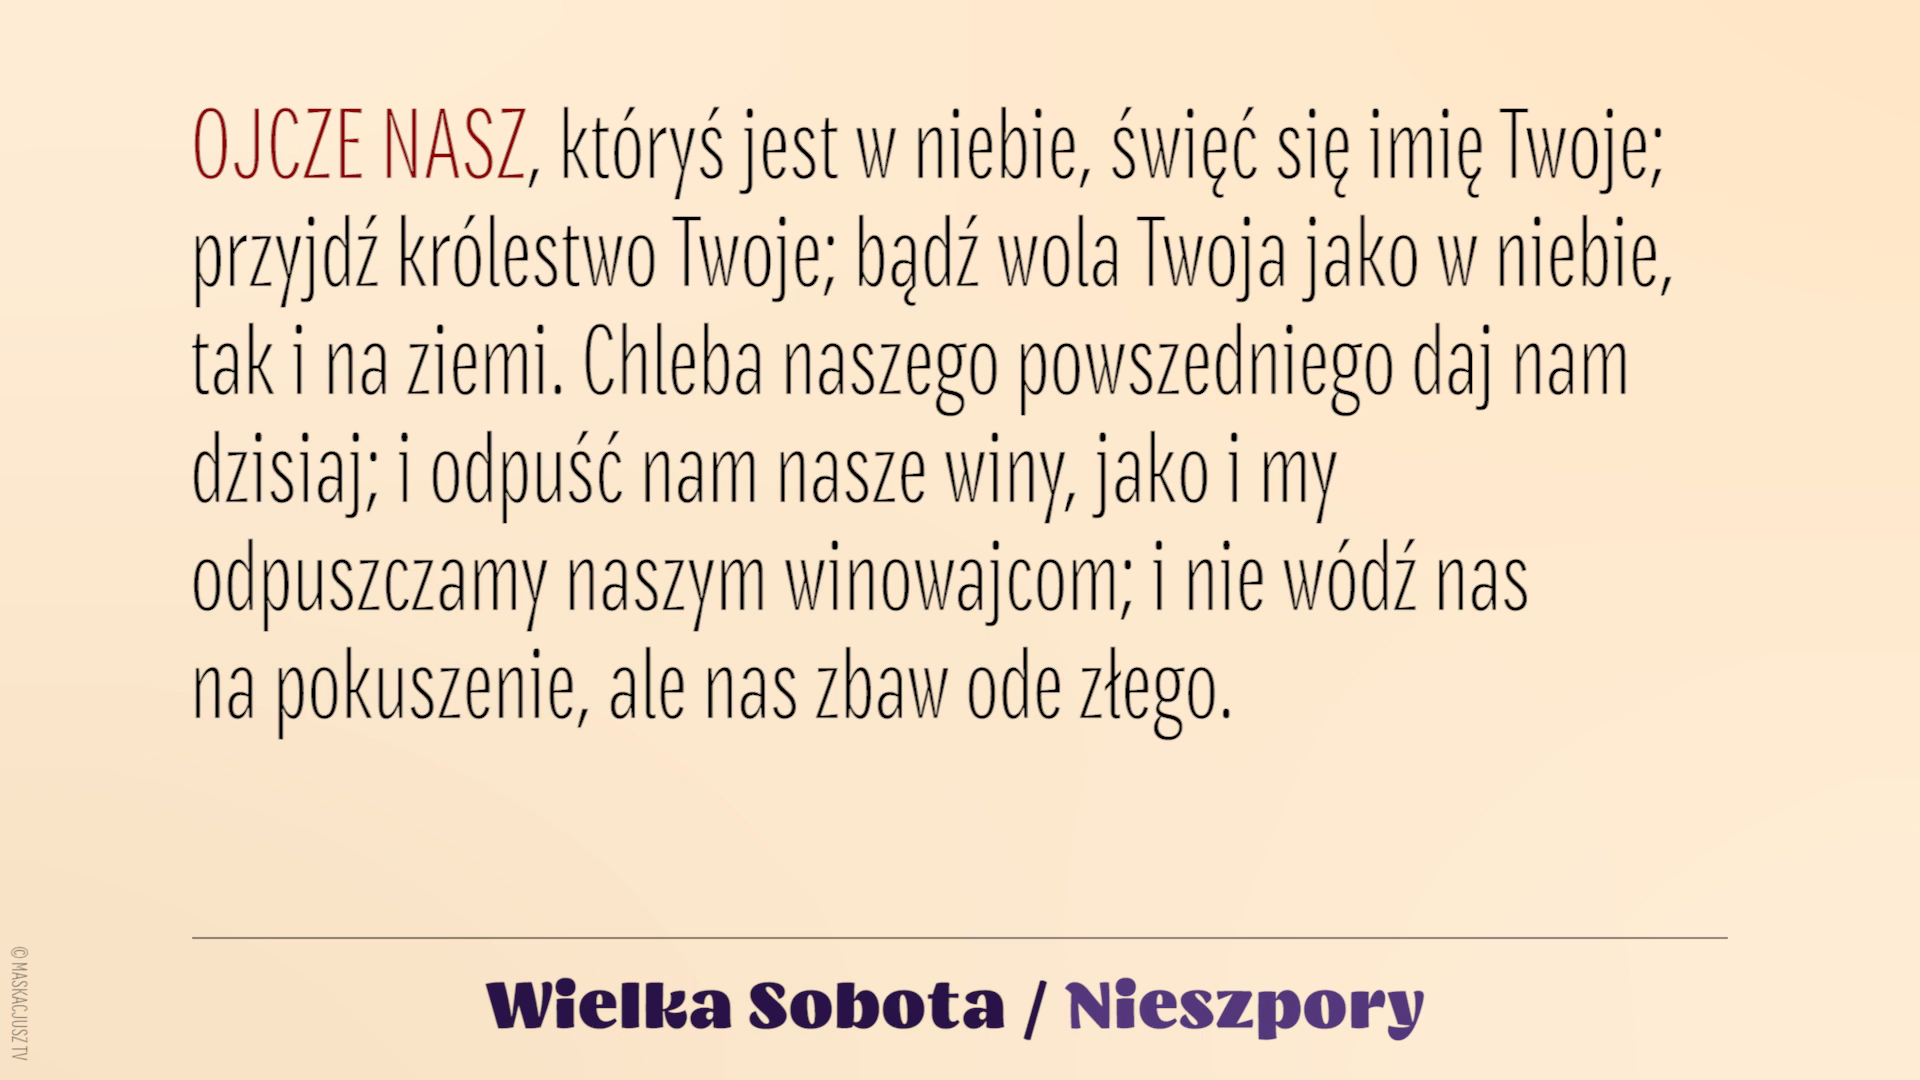 OJCZE NASZ, któryś jest w niebie, święć się imię Twoje;
przyjdź królestwo Twoje; bądź wola Twoja jako w niebie,
tak i na ziemi. Chleba naszego powszedniego daj nam
dzisiaj; i odpuść nam nasze winy, jako i my
odpuszczamy naszym winowajcom; i nie wódź nas
na pokuszenie, ale nas zbaw ode złego.
Wielka Sobota / Nieszpory
© MASKACJUSZ TV